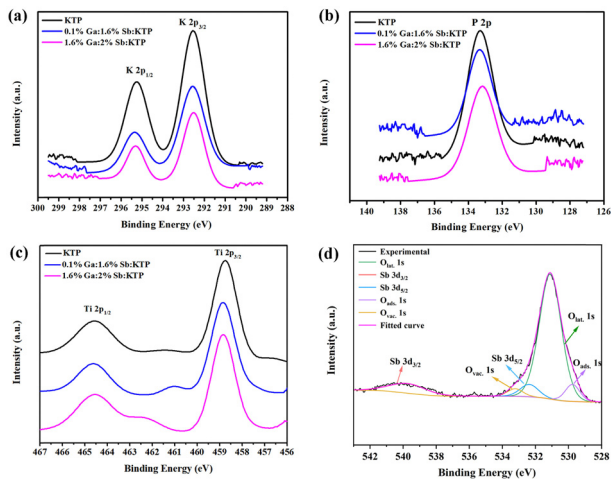 (a)
KTP
0.1% Ga:1.6% Sb:KTP
1.6% Ga:2% Sb:KTP
K 2p3/2
K 2p1/2
Intensity (a.u.)
300 299 298 297 296 295 294 293 292 291 290 289 288
Binding Energy (eV)
(b)
KTP
0.1% Ga:1.6% Sb:KTP
1.6% Ga:2% Sb:KTP
P 2p
Intensity (a.u.)
140 138 136 134 132 130 128 126
Binding Energy (eV)
(c)
KTP
0.1% Ga:1.6% Sb:KTP
1.6% Ga:2% Sb:KTP
Ti 2p3/2
Ti 2p1/2
Intensity (a.u.)
467 466 465 464 463 462 461 460 459 458 457 456
Binding Energy (eV)
(d)
Experimental
Olat. 1s
Sb 3d3/2
Sb 3d5/2
Oads. 1s
Ovac. 1s
Fitted curve
Olat. 1s
Sb 3d5/2
Oads. 1s
Sb 3d3/2
Ovac. 1s
Intensity (a.u.)
542 540 538 536 534 532 530 528
Binding Energy (eV)